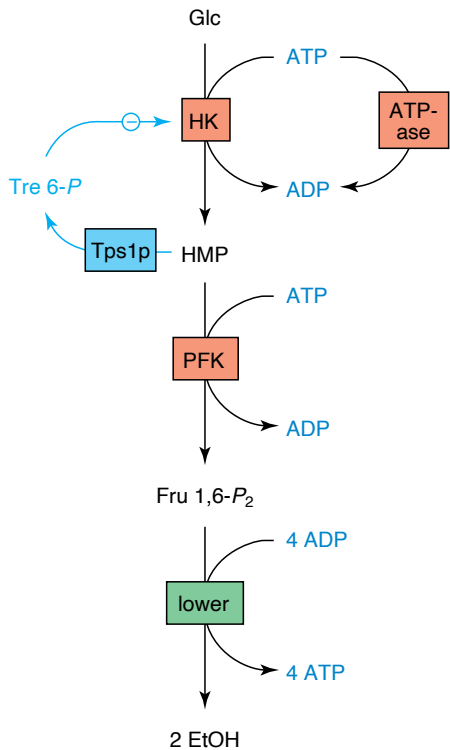 Glc
ATP
HK
ATP-
ase
−
Tre 6-P
ADP
Tps1p
HMP
ATP
PFK
ADP
Fru 1,6-P₂
4 ADP
lower
4 ATP
2 EtOH